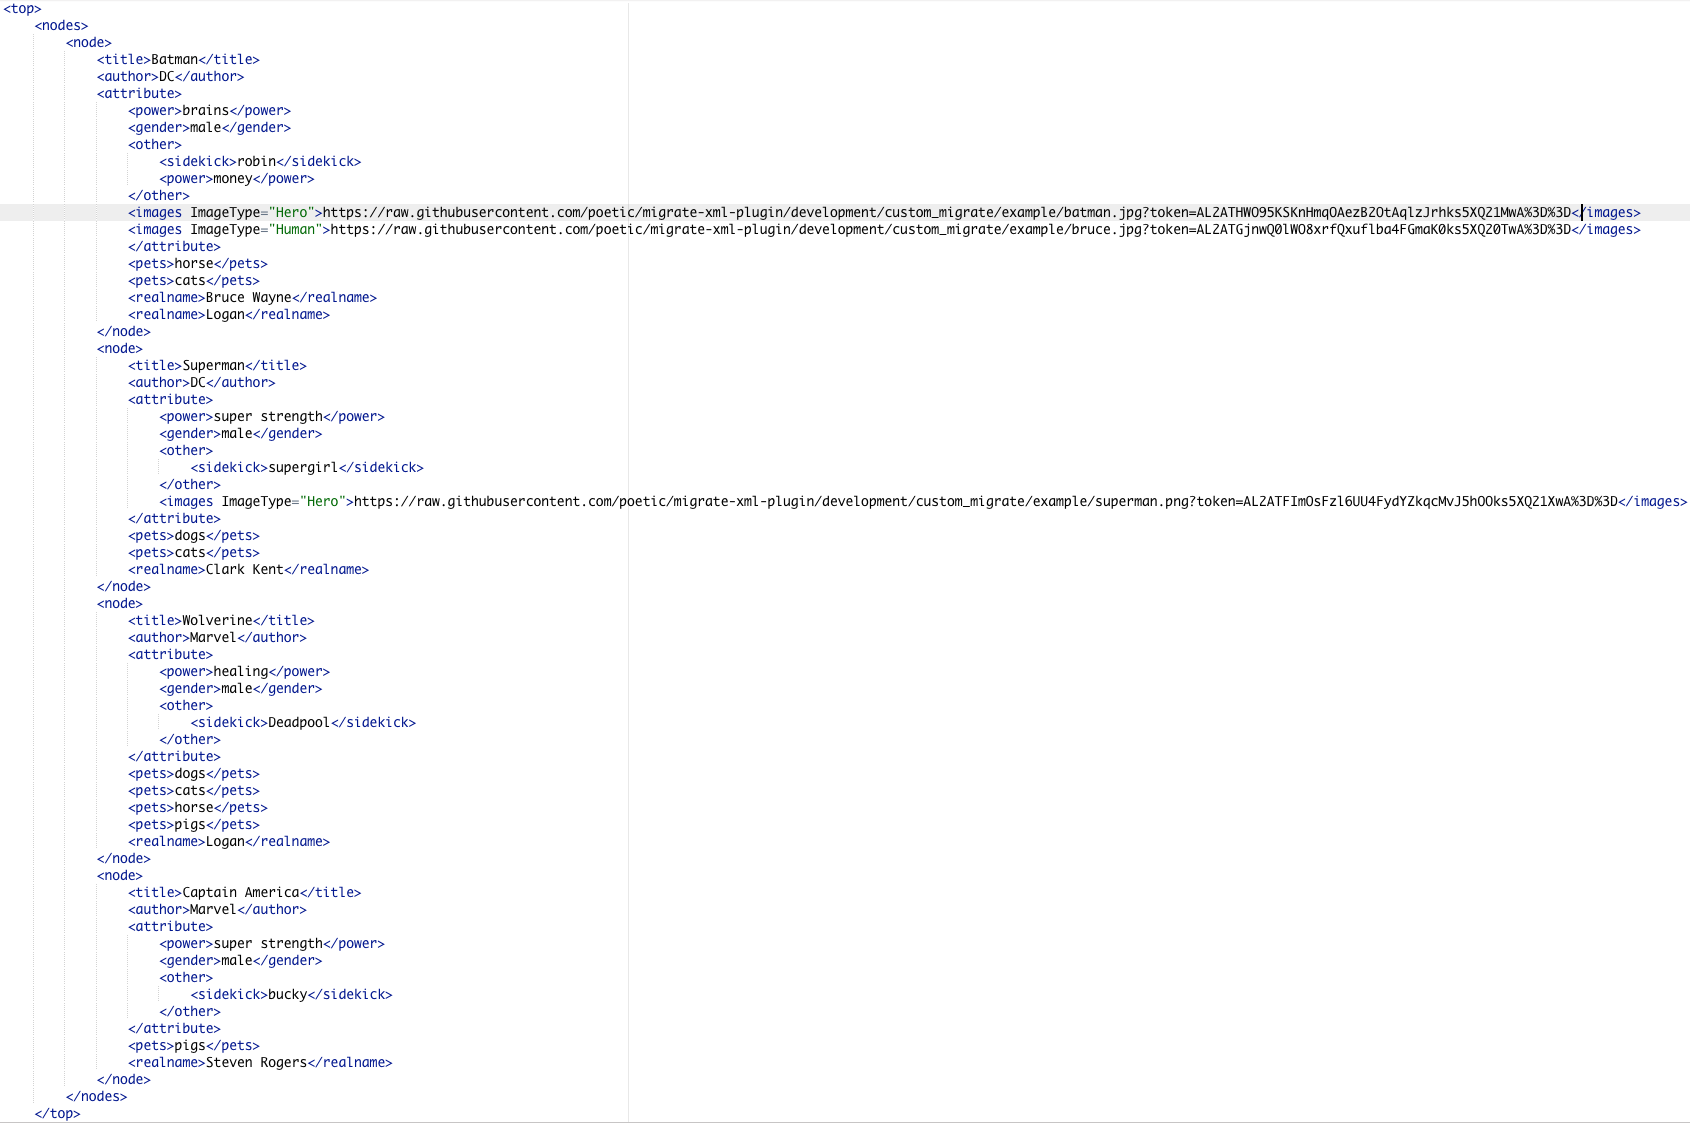 <top>
<nodes>
<node>
<title>Batman</title>
<author>DC</author>
<attribute>
<power>brains</power>
<gender>male</gender>
<other>
<sidekick>robin</sidekick>
<power>money</power>
</other>
<images ImageType="Hero">https://raw.githubusercontent.com/poetic/migrate-xml-plugin/development/custom_migrate/example/batman.jpg?token=ALZATHWO95KSKnHmqOAezBZOtAqlzJrhks5XQZ1MwA%3D%3D</images>
<images ImageType="Human">https://raw.githubusercontent.com/poetic/migrate-xml-plugin/development/custom_migrate/example/bruce.jpg?token=ALZATGjnwQ0lWO8xrfQxuflba4FGmaK0ks5XQZ0TwA%3D%3D</images>
</attribute>
<pets>horse</pets>
<pets>cats</pets>
<realname>Bruce Wayne</realname>
<realname>Logan</realname>
</node>
<node>
<title>Superman</title>
<author>DC</author>
<attribute>
<power>super strength</power>
<gender>male</gender>
<other>
<sidekick>supergirl</sidekick>
</other>
<images ImageType="Hero">https://raw.githubusercontent.com/poetic/migrate-xml-plugin/development/custom_migrate/example/superman.png?token=ALZATFImOsFZl6UU4FydYZkqcMvJ5hOOks5XQZ1XwA%3D%3D</images>
</attribute>
<pets>dogs</pets>
<pets>cats</pets>
<realname>Clark Kent</realname>
</node>
<node>
<title>Wolverine</title>
<author>Marvel</author>
<attribute>
<power>healing</power>
<gender>male</gender>
<other>
<sidekick>Deadpool</sidekick>
</other>
</attribute>
<pets>dogs</pets>
<pets>cats</pets>
<pets>horse</pets>
<pets>pigs</pets>
<realname>Logan</realname>
</node>
<node>
<title>Captain America</title>
<author>Marvel</author>
<attribute>
<power>super strength</power>
<gender>male</gender>
<other>
<sidekick>bucky</sidekick>
</other>
</attribute>
<pets>pigs</pets>
<realname>Steven Rogers</realname>
</node>
</nodes>
</top>